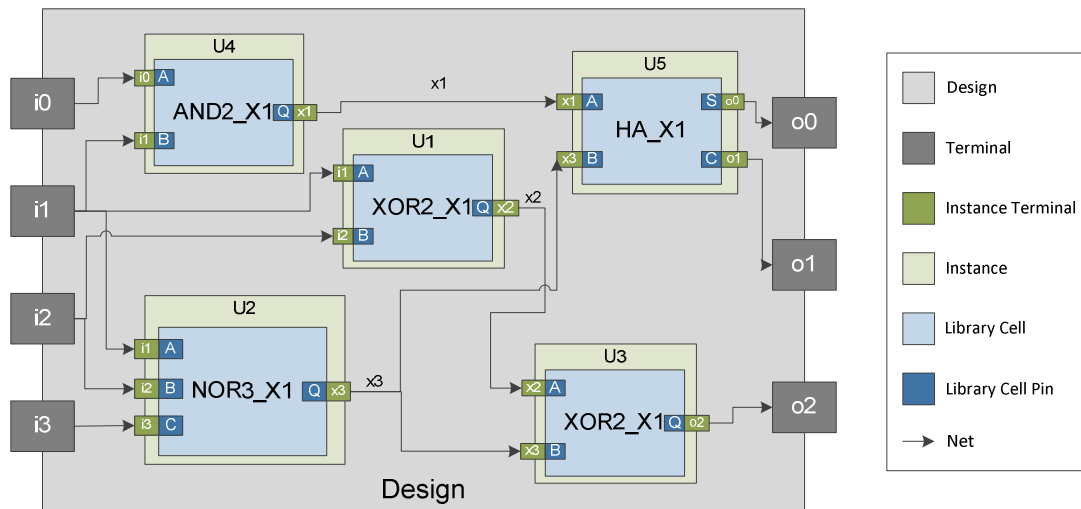 U4
i0 A
AND2_X1 Q x1
i1 B
x1
U5
x1 A S o0
HA_X1
x3 B C o1
U1
i1 A
XOR2_X1 Q x2
i2 B
x2
i0
i1
i2
i3
U2
i1 A
NOR3_X1 Q x3
i2 B
i3 C
x3
U3
x2 A
XOR2_X1 Q o2
x3 B
o0
o1
o2
Design
Design
Terminal
Instance Terminal
Instance
Library Cell
Library Cell Pin
Net